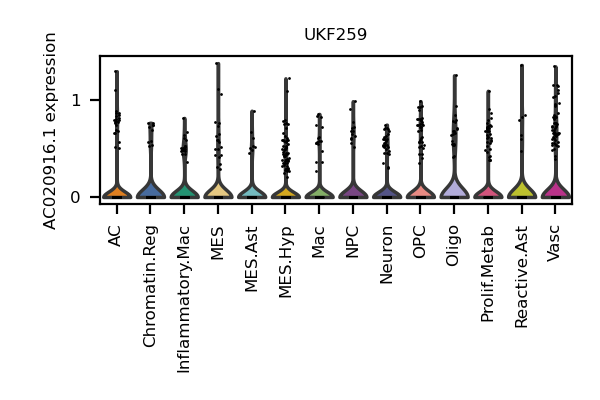 UKF259
AC020916.1 expression
1
0
AC
Chromatin.Reg
Inflammatory.Mac
MES
MES.Ast
MES.Hyp
Mac
NPC
Neuron
OPC
Oligo
Prolif.Metab
Reactive.Ast
Vasc